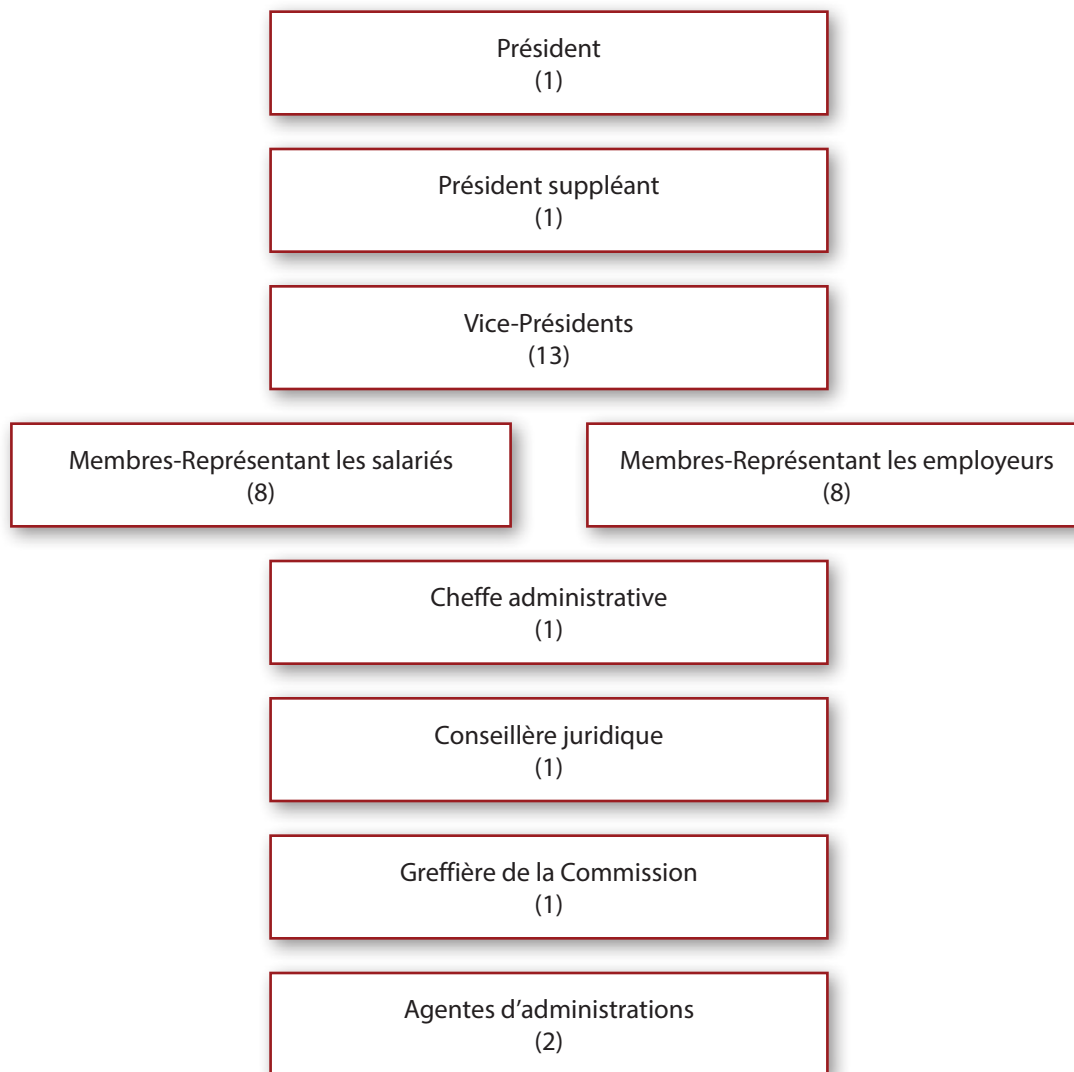 Président
(1)
Président suppléant
(1)
Vice-Présidents
(13)
Membres-Représentant les salariés
(8)
Membres-Représentant les employeurs
(8)
Cheffe administrative
(1)
Conseillère juridique
(1)
Greffière de la Commission
(1)
Agentes d’administrations
(2)